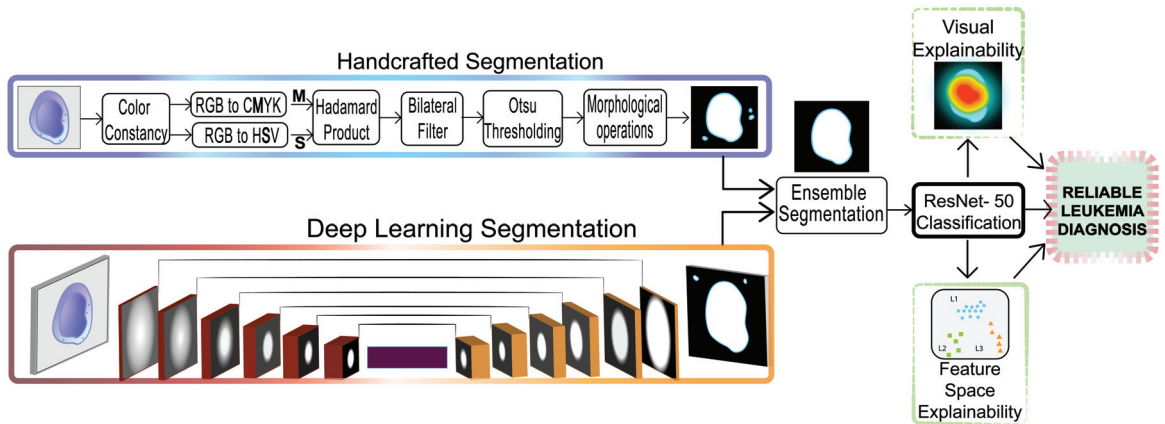 Handcrafted Segmentation
Color
Constancy
RGB to CMYK
RGB to HSV
M
S
Hadamard
Product
Bilateral
Filter
Otsu
Thresholding
Morphological
operations
Deep Learning Segmentation
Ensemble
Segmentation
Visual
Explainability
ResNet- 50
Classification
RELIABLE
LEUKEMIA
DIAGNOSIS
L1
L2
L3
Feature
Space
Explainability